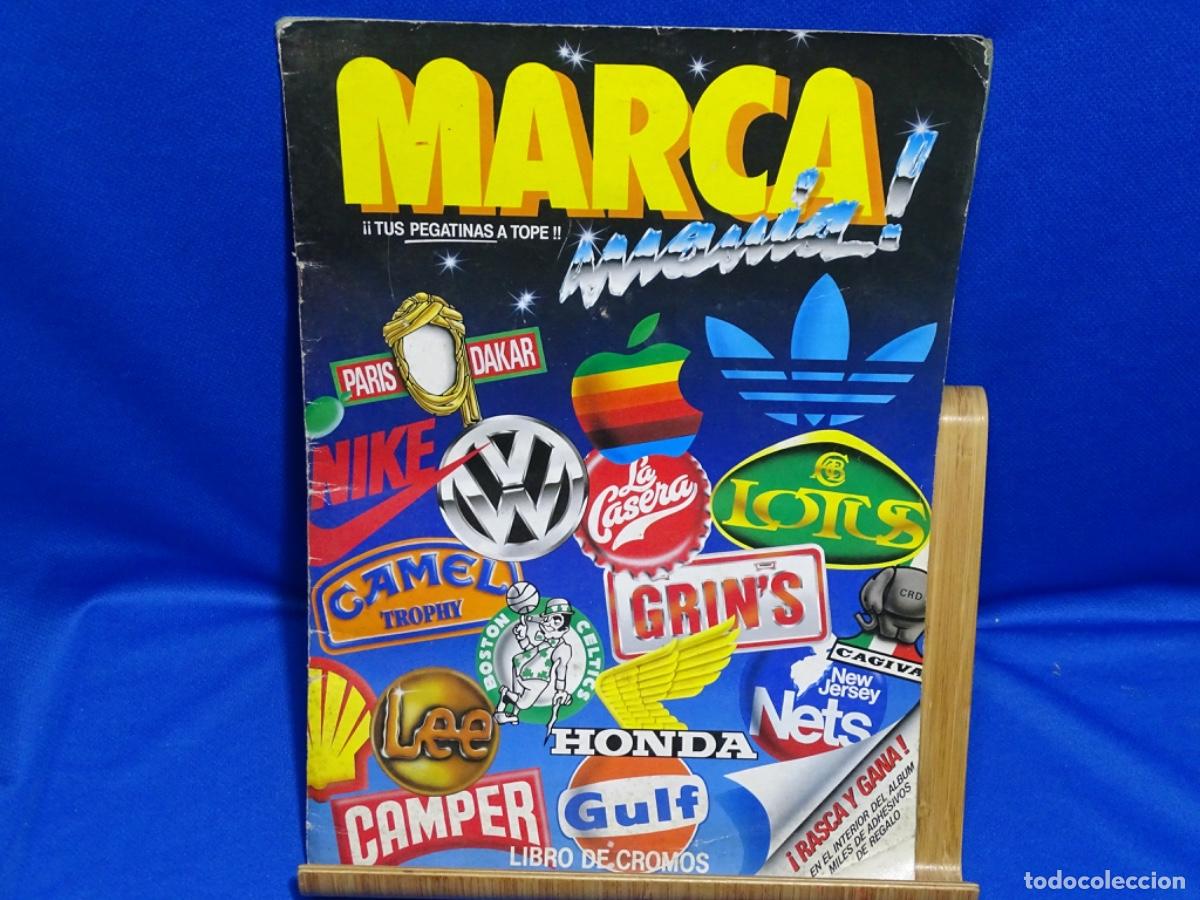 MARCA
mania!
¡¡TUS PEGATINAS A TOPE!!
PARIS DAKAR
NIKE
VW
La
Casera
LOTUS
CAMEL
TROPHY
BOSTON
CELTICS
GRIN'S
CRD
CAGIVA
New
Jersey
Nets
Lee
HONDA
CAMPER
Gulf
¡RASCA Y GANA!
EN EL INTERIOR DEL ALBUM
MILES DE ADHESIVOS
DE REGALO
LIBRO DE CROMOS
todocoleccion